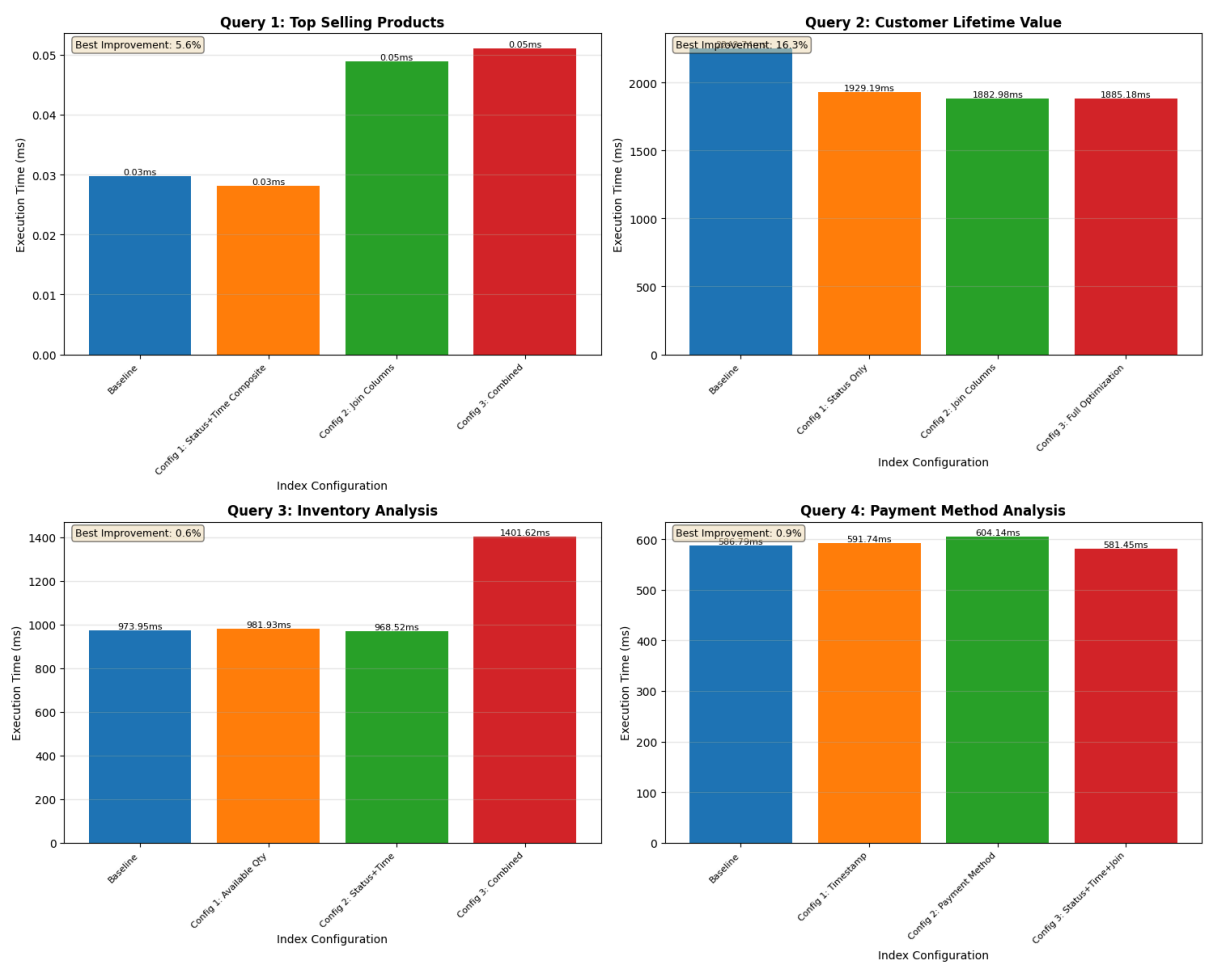 Query 1: Top Selling Products
Best Improvement: 5.6%
Execution Time (ms)
0.05
0.04
0.03
0.02
0.01
0.00
0.03ms
0.03ms
0.05ms
0.05ms
Baseline
Config 1: Status+Time Composite
Config 2: Join Columns
Config 3: Combined
Index Configuration
Query 2: Customer Lifetime Value
Best Improvement: 16.3%
Execution Time (ms)
2000
1500
1000
500
0
1929.19ms
1882.98ms
1885.18ms
Baseline
Config 1: Status Only
Config 2: Join Columns
Config 3: Full Optimization
Index Configuration
Query 3: Inventory Analysis
Best Improvement: 0.6%
Execution Time (ms)
1400
1200
1000
800
600
400
200
0
973.95ms
981.93ms
968.52ms
1401.62ms
Baseline
Config 1: Available Qty
Config 2: Status+Time
Config 3: Combined
Index Configuration
Query 4: Payment Method Analysis
Best Improvement: 0.9%
Execution Time (ms)
600
500
400
300
200
100
0
586.79ms
591.74ms
604.14ms
581.45ms
Baseline
Config 1: Timestamp
Config 2: Payment Method
Config 3: Status+Time+Join
Index Configuration